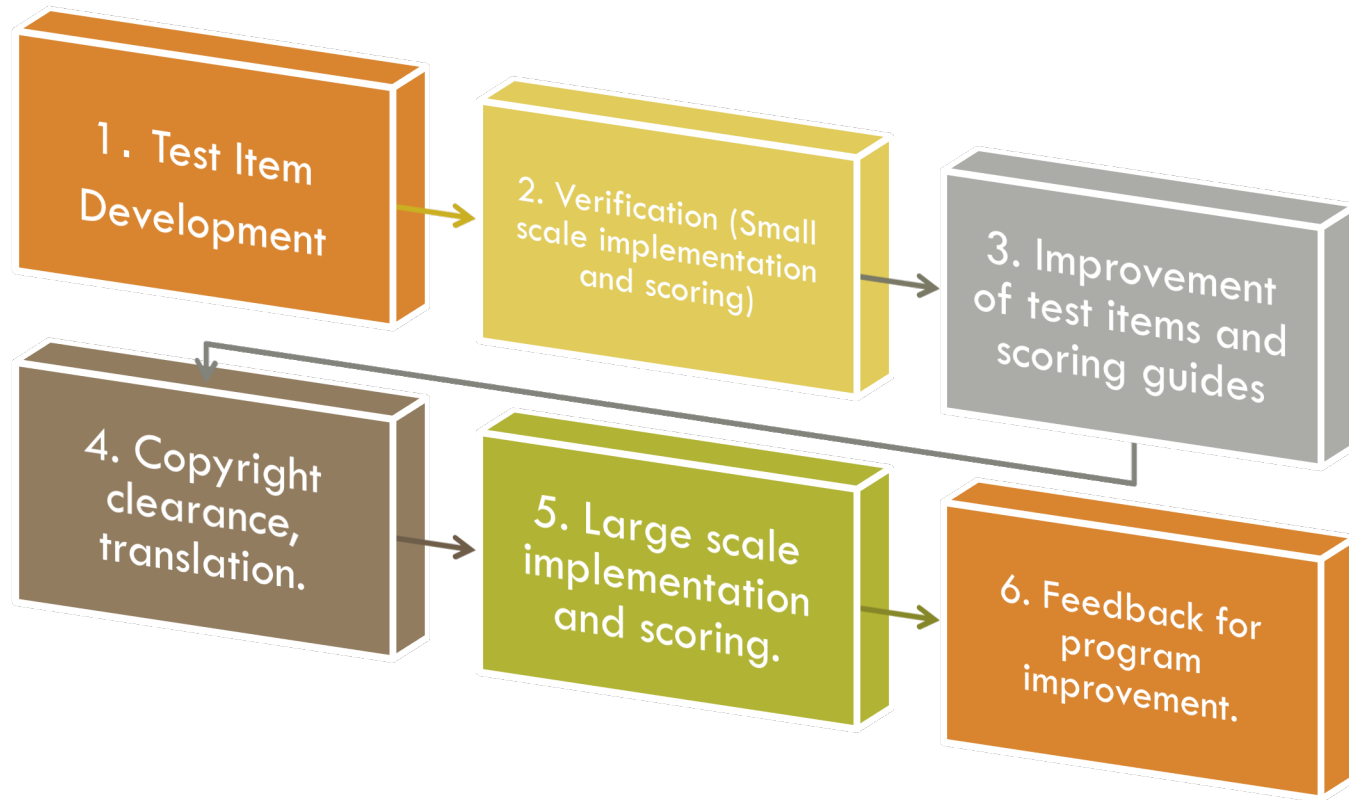 1. Test Item
Development
2. Verification (Small
scale implementation
and scoring)
3. Improvement
of test items and
scoring guides
4. Copyright
clearance,
translation.
5. Large scale
implementation
and scoring.
6. Feedback for
program
improvement.